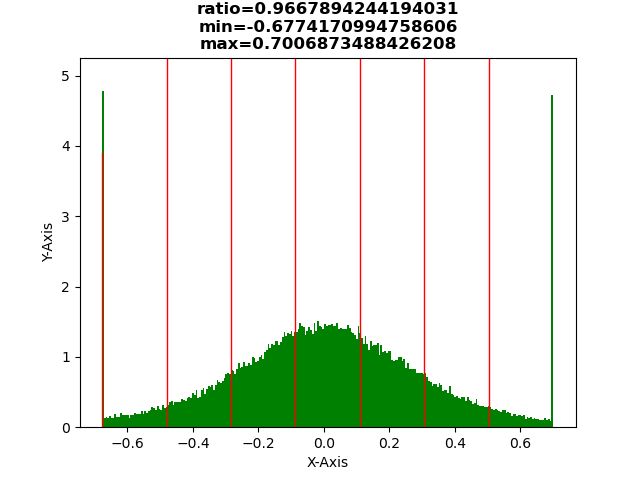 ratio=0.9667894244194031
min=-0.6774170994758606
max=0.7006873488426208
5
4
3
2
1
0
Y-Axis
−0.6 −0.4 −0.2 0.0 0.2 0.4 0.6
X-Axis